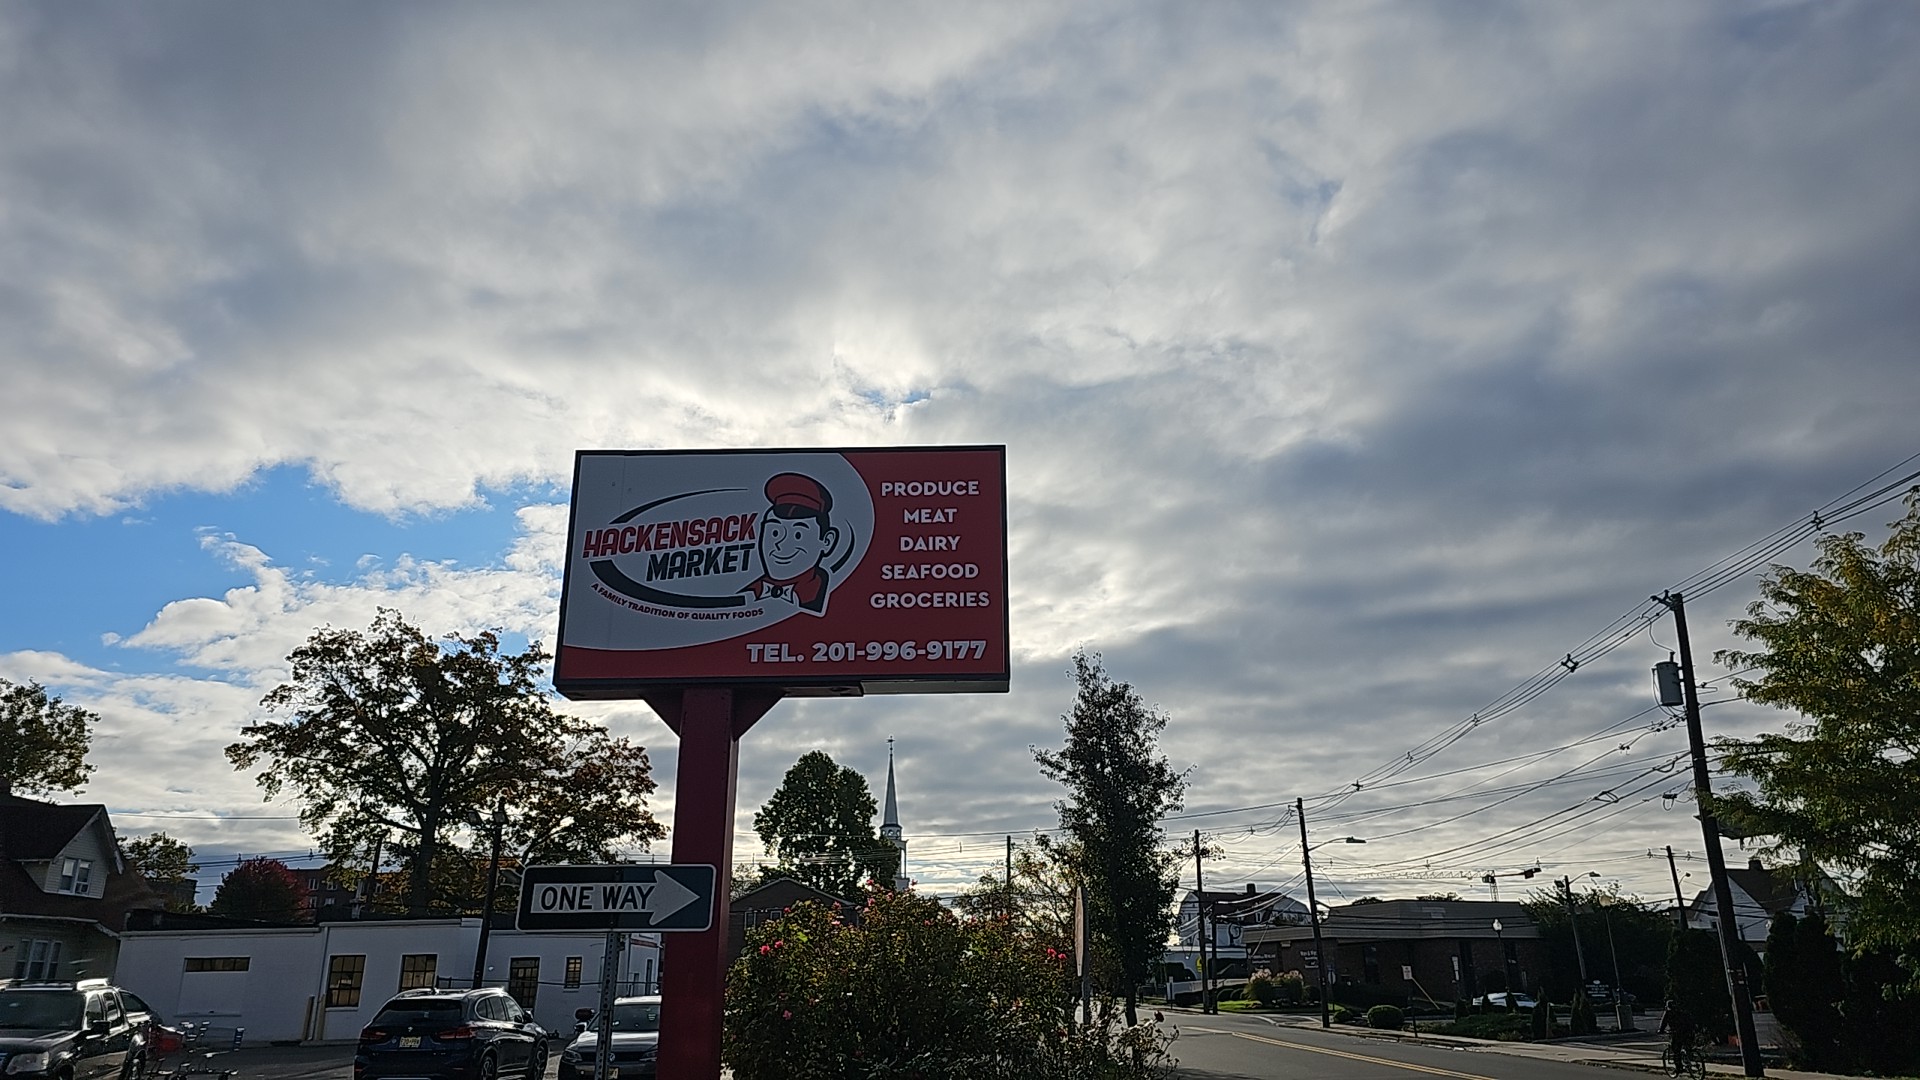 HACKENSACK
MARKET
A FAMILY TRADITION OF QUALITY FOODS
PRODUCE
MEAT
DAIRY
SEAFOOD
GROCERIES
TEL. 201-996-9177
ONE WAY